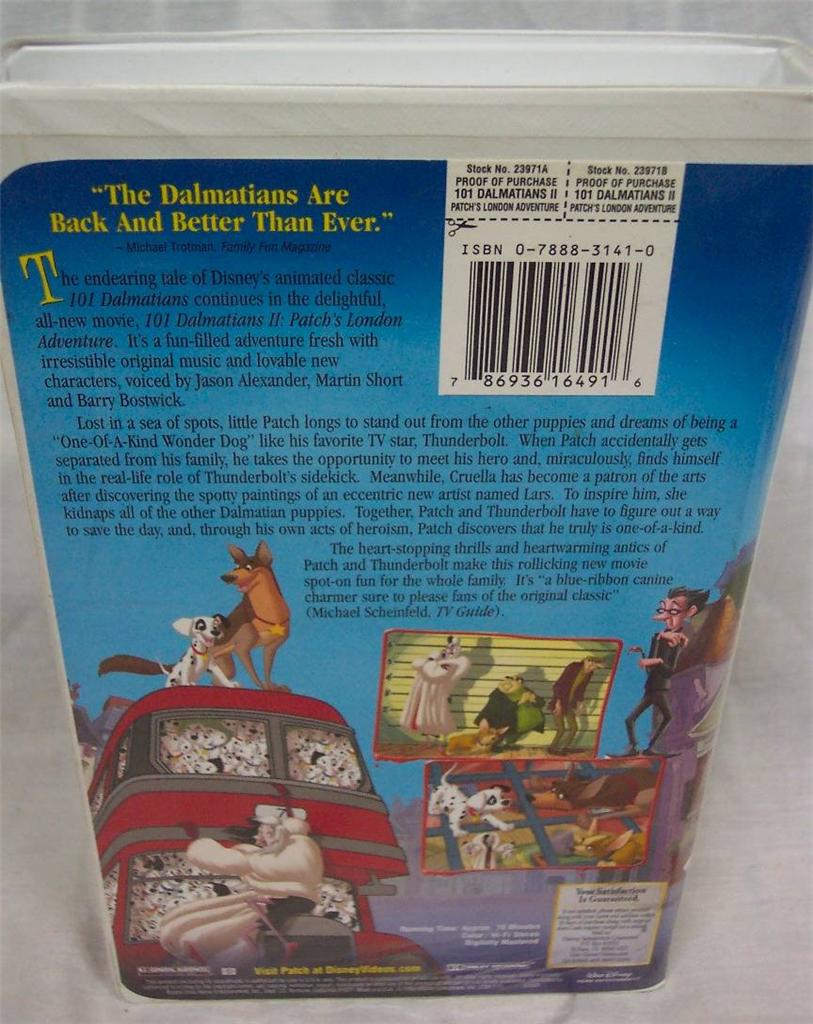 Stock No. 23971A
PROOF OF PURCHASE
101 DALMATIANS II
PATCH'S LONDON ADVENTURE
Stock No. 23971B
PROOF OF PURCHASE
101 DALMATIANS II
PATCH'S LONDON ADVENTURE
ISBN 0-7888-3141-0
7 86936 16491 6
"The Dalmatians Are
Back And Better Than Ever."
– Michael Trotman, Family Fun Magazine
The endearing tale of Disney's animated classic
101 Dalmatians continues in the delightful,
all-new movie, 101 Dalmatians II: Patch's London
Adventure. It's a fun-filled adventure fresh with
irresistible original music and lovable new
characters, voiced by Jason Alexander, Martin Short
and Barry Bostwick.
Lost in a sea of spots, little Patch longs to stand out from the other puppies and dreams of being a
"One-Of-A-Kind Wonder Dog" like his favorite TV star, Thunderbolt. When Patch accidentally gets
separated from his family, he takes the opportunity to meet his hero and, miraculously, finds himself
in the real-life role of Thunderbolt's sidekick. Meanwhile, Cruella has become a patron of the arts
after discovering the spotty paintings of an eccentric new artist named Lars. To inspire him, she
kidnaps all of the other Dalmatian puppies. Together, Patch and Thunderbolt have to figure out a way
to save the day, and, through his own acts of heroism, Patch discovers that he truly is one-of-a-kind.
The heart-stopping thrills and heartwarming antics of
Patch and Thunderbolt make this rollicking new movie
spot-on fun for the whole family. It's "a blue-ribbon canine
charmer sure to please fans of the original classic"
(Michael Scheinfeld, TV Guide).
Your Satisfaction
Is Guaranteed.
Running Time: Approx. 70 Minutes
Color / Hi-Fi Stereo
Digitally Mastered
Visit Patch at DisneyVideos.com
Walt Disney